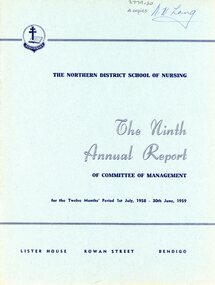 THE NORTHERN DISTRICT SCHOOL OF NURSING
The Ninth
Annual Report
OF COMMITTEE OF MANAGEMENT
for the Twelve Months' Period 1st July, 1958 - 30th June, 1959
LISTER HOUSE ROWAN STREET BENDIGO